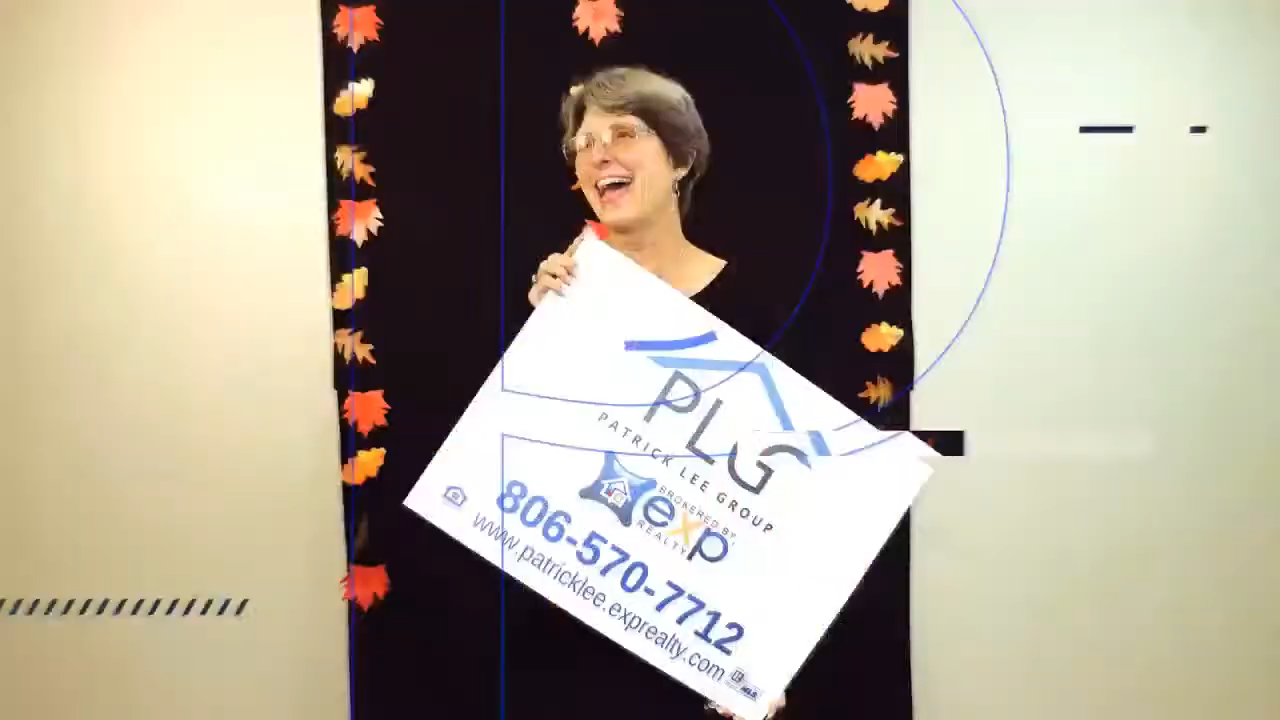 PLG
PATRICK LEE GROUP
BROKERED BY:
exp
REALTY
806-570-7712
www.patricklee.exprealty.com